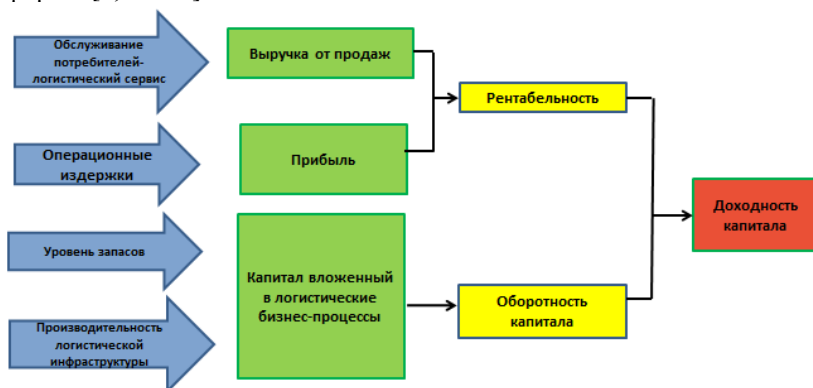 Обслуживание
потребителей-
логистический сервис
Выручка от продаж
Рентабельность
Операционные
издержки
Прибыль
Доходность
капитала
Уровень запасов
Капитал вложенный
в логистические
бизнес-процессы
Оборотность
капитала
Производительность
логистической
инфраструктуры